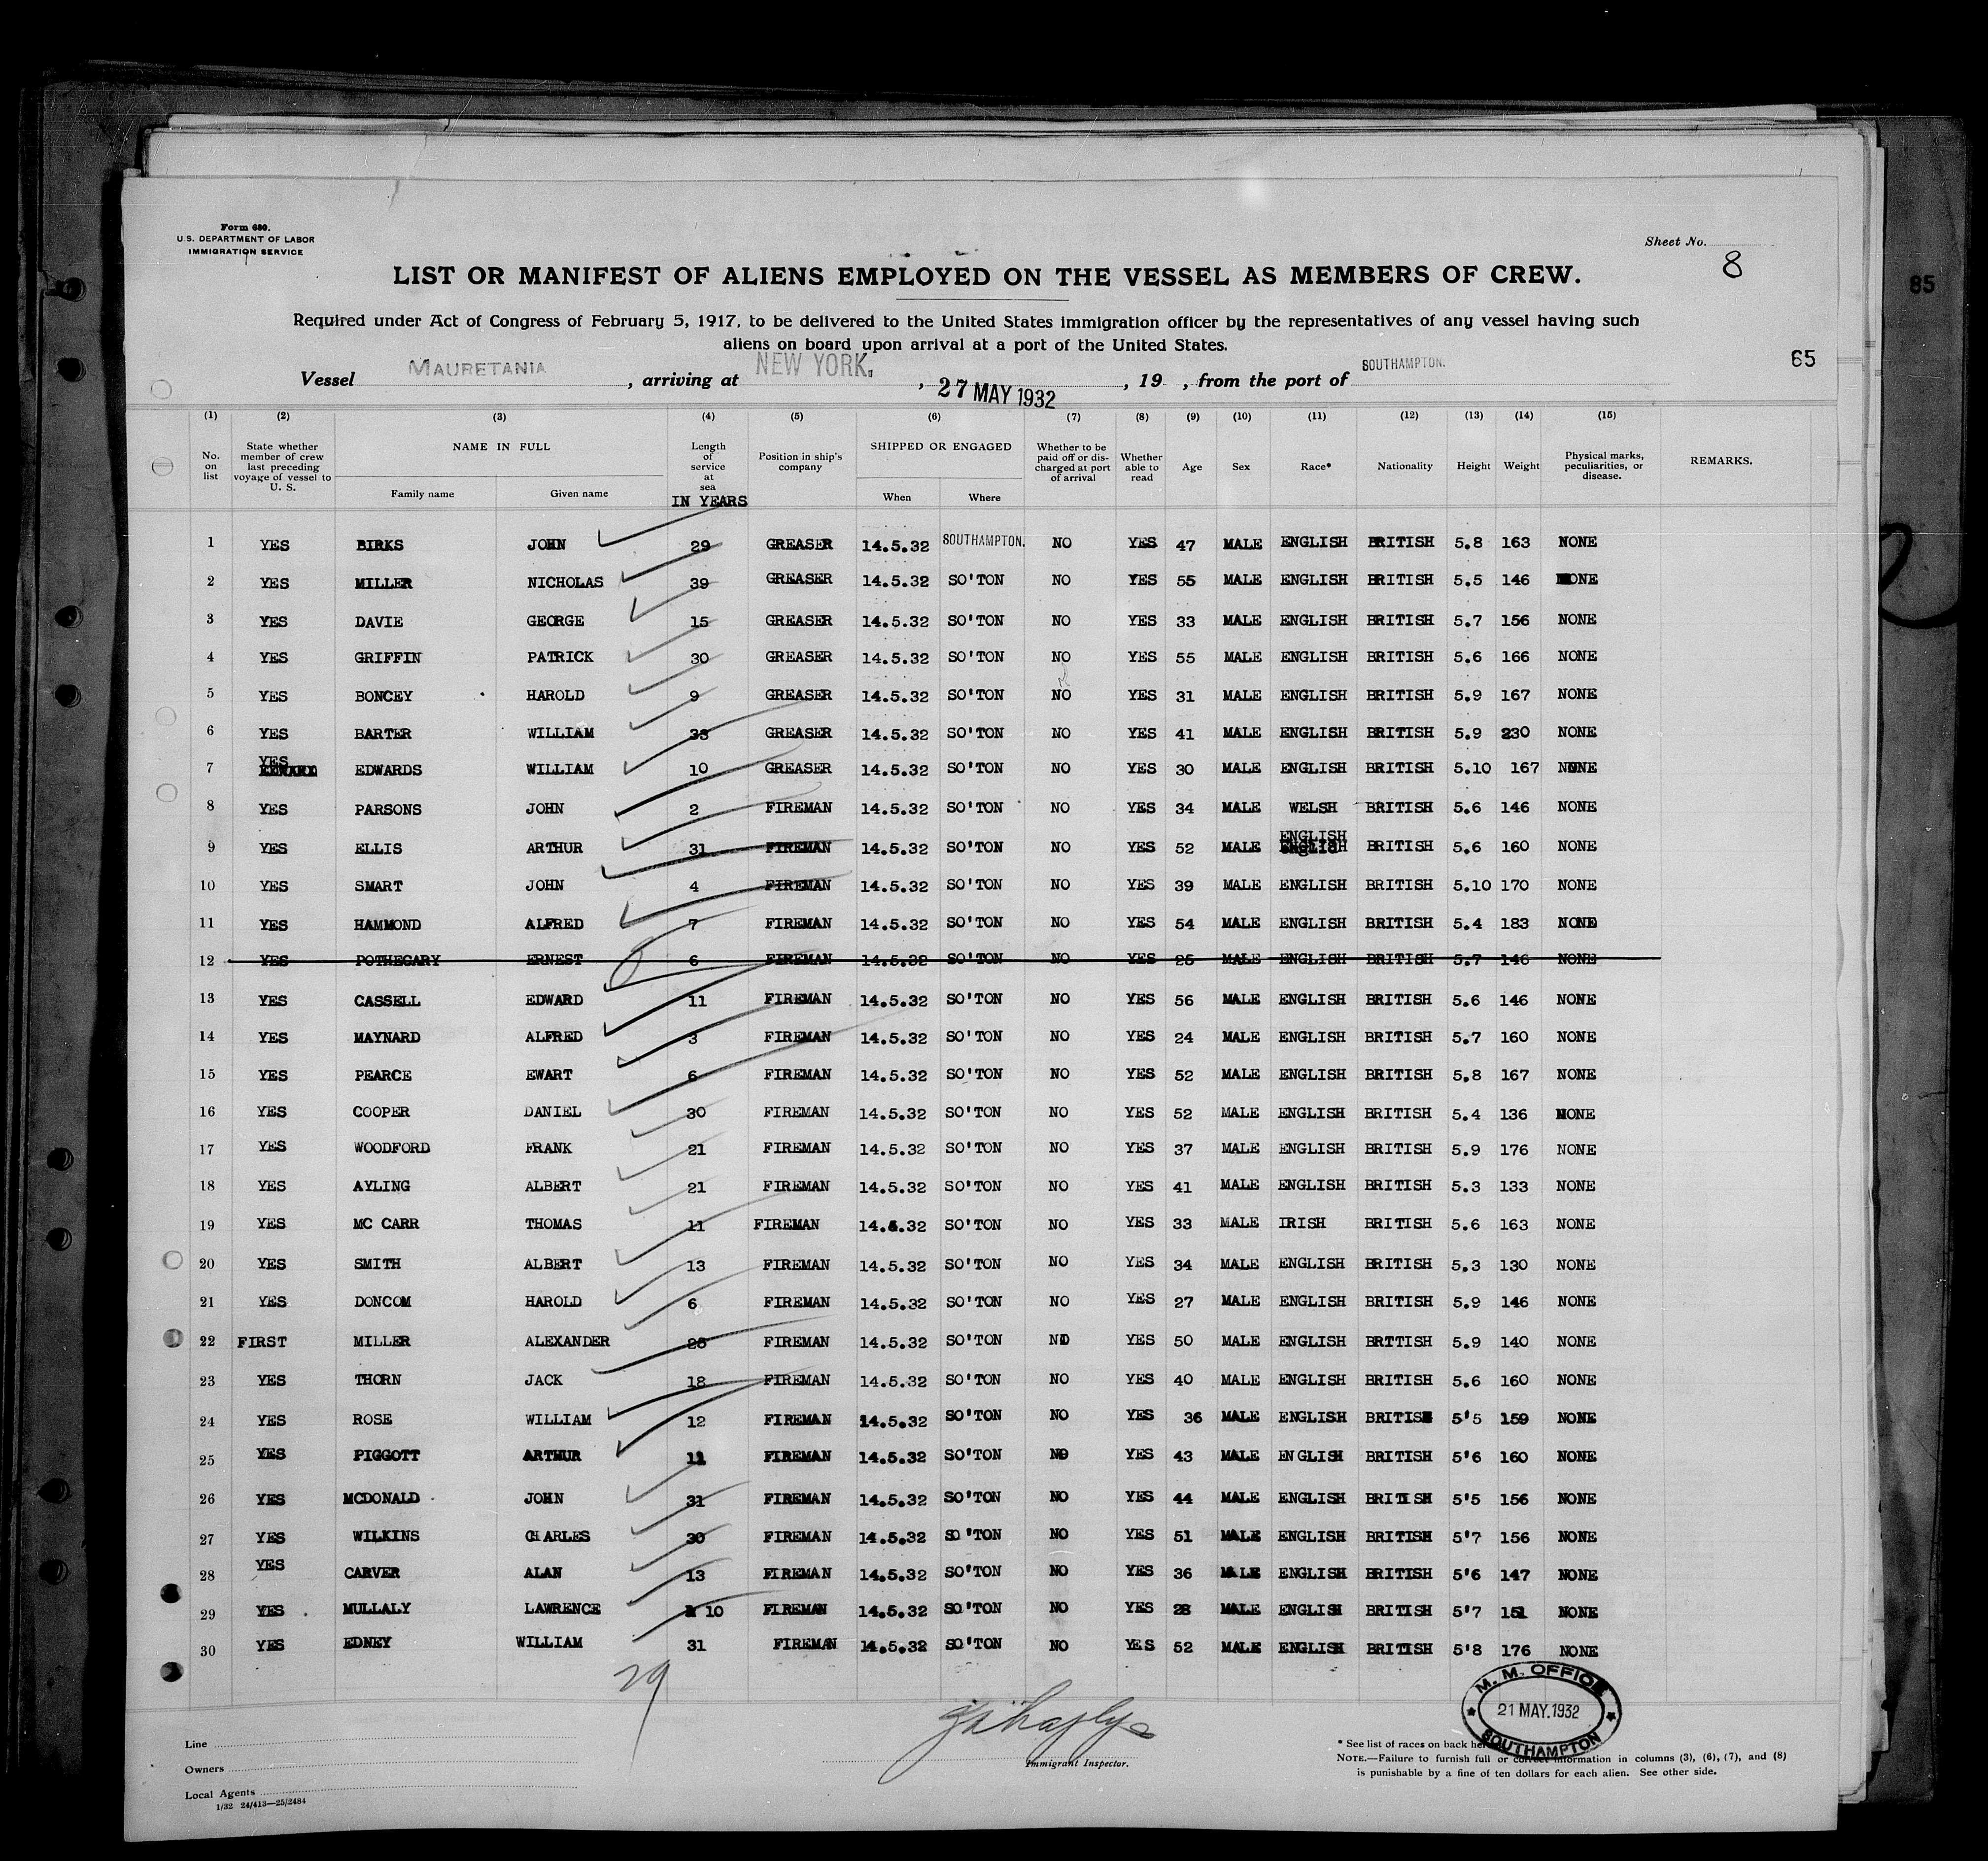 Form 680.
U.S. DEPARTMENT OF LABOR
IMMIGRATION SERVICE
Sheet No.
8
LIST OR MANIFEST OF ALIENS EMPLOYED ON THE VESSEL AS MEMBERS OF CREW.
85
Required under Act of Congress of February 5, 1917, to be delivered to the United States immigration officer by the representatives of any vessel having such
aliens on board upon arrival at a port of the United States.
65
Vessel MAURETANIA, arriving at NEW YORK., 27 MAY 1932, 19 , from the port of SOUTHAMPTON.
(1) (2) (3) (4) (5) (6) (7) (8) (9) (10) (11) (12) (13) (14) (15)
No. on list State whether member of crew last preceding voyage of vessel to U. S. NAME IN FULL Length of service at sea IN YEARS Position in ship's company SHIPPED OR ENGAGED Whether to be paid off or discharged at port of arrival Whether able to read Age Sex Race* Nationality Height Weight Physical marks, peculiarities, or disease. REMARKS.
Family name Given name When Where
1 YES BIRKS JOHN 29 GREASER 14.5.32 SOUTHAMPTON. NO YES 47 MALE ENGLISH BRITISH 5.8 163 NONE
2 YES MILLER NICHOLAS 39 GREASER 14.5.32 SO'TON NO YES 55 MALE ENGLISH BRITISH 5.5 146 NONE
3 YES DAVIE GEORGE 15 GREASER 14.5.32 SO'TON NO YES 33 MALE ENGLISH BRITISH 5.7 156 NONE
4 YES GRIFFIN PATRICK 30 GREASER 14.5.32 SO'TON NO YES 55 MALE ENGLISH BRITISH 5.6 166 NONE
5 YES BONCEY HAROLD 9 GREASER 14.5.32 SO'TON NO YES 31 MALE ENGLISH BRITISH 5.9 167 NONE
6 YES BARTER WILLIAM 33 GREASER 14.5.32 SO'TON NO YES 41 MALE ENGLISH BRITISH 5.9 230 NONE
7 YES EDWARDS WILLIAM 10 GREASER 14.5.32 SO'TON NO YES 30 MALE ENGLISH BRITISH 5.10 167 NONE
8 YES PARSONS JOHN 2 FIREMAN 14.5.32 SO'TON NO YES 34 MALE WELSH BRITISH 5.6 146 NONE
9 YES ELLIS ARTHUR 31 FIREMAN 14.5.32 SO'TON NO YES 52 MALE ENGLISH BRITISH 5.6 160 NONE
10 YES SMART JOHN 4 FIREMAN 14.5.32 SO'TON NO YES 39 MALE ENGLISH BRITISH 5.10 170 NONE
11 YES HAMMOND ALFRED 7 FIREMAN 14.5.32 SO'TON NO YES 54 MALE ENGLISH BRITISH 5.4 183 NONE
12 YES POTHECARY ERNEST 6 FIREMAN 14.5.32 SO'TON NO YES 25 MALE ENGLISH BRITISH 5.7 146 NONE
13 YES CASSELL EDWARD 11 FIREMAN 14.5.32 SO'TON NO YES 56 MALE ENGLISH BRITISH 5.6 146 NONE
14 YES MAYNARD ALFRED 3 FIREMAN 14.5.32 SO'TON NO YES 24 MALE ENGLISH BRITISH 5.7 160 NONE
15 YES PEARCE EWART 6 FIREMAN 14.5.32 SO'TON NO YES 52 MALE ENGLISH BRITISH 5.8 167 NONE
16 YES COOPER DANIEL 30 FIREMAN 14.5.32 SO'TON NO YES 52 MALE ENGLISH BRITISH 5.4 136 NONE
17 YES WOODFORD FRANK 21 FIREMAN 14.5.32 SO'TON NO YES 37 MALE ENGLISH BRITISH 5.9 176 NONE
18 YES AYLING ALBERT 21 FIREMAN 14.5.32 SO'TON NO YES 41 MALE ENGLISH BRITISH 5.3 133 NONE
19 YES MC CARR THOMAS 11 FIREMAN 14.5.32 SO'TON NO YES 33 MALE IRISH BRITISH 5.6 163 NONE
20 YES SMITH ALBERT 13 FIREMAN 14.5.32 SO'TON NO YES 34 MALE ENGLISH BRITISH 5.3 130 NONE
21 YES DONCOM HAROLD 6 FIREMAN 14.5.32 SO'TON NO YES 27 MALE ENGLISH BRITISH 5.9 146 NONE
22 FIRST MILLER ALEXANDER 25 FIREMAN 14.5.32 SO'TON NO YES 50 MALE ENGLISH BRTTISH 5.9 140 NONE
23 YES THORN JACK 18 FIREMAN 14.5.32 SO'TON NO YES 40 MALE ENGLISH BRITISH 5.6 160 NONE
24 YES ROSE WILLIAM 12 FIREMAN 14.5.32 SO'TON NO YES 36 MALE ENGLISH BRITISH 5'5 159 NONE
25 YES PIGGOTT ARTHUR 11 FIREMAN 14.5.32 SO'TON NO YES 43 MALE ENGLISH BRITISH 5'6 160 NONE
26 YES MCDONALD JOHN 31 FIREMAN 14.5.32 SO'TON NO YES 44 MALE ENGLISH BRITISH 5'5 156 NONE
27 YES WILKINS CHARLES 30 FIREMAN 14.5.32 SO'TON NO YES 51 MALE ENGLISH BRITISH 5'7 156 NONE
28 YES CARVER ALAN 13 FIREMAN 14.5.32 SO'TON NO YES 36 MALE ENGLISH BRITISH 5'6 147 NONE
29 YES MULLALY LAWRENCE 10 FIREMAN 14.5.32 SO'TON NO YES 28 MALE ENGLISH BRITISH 5'7 151 NONE
30 YES EDNEY WILLIAM 31 FIREMAN 14.5.32 SO'TON NO YES 52 MALE ENGLISH BRITISH 5'8 176 NONE
29
M. M. OFFICE
21 MAY.1932
SOUTHAMPTON
Line
Owners
Local Agents
1/32 24/413—25/2484
Immigrant Inspector.
* See list of races on back
NOTE.—Failure to furnish full or correct information in columns (3), (6), (7), and (8)
is punishable by a fine of ten dollars for each alien. See other side.